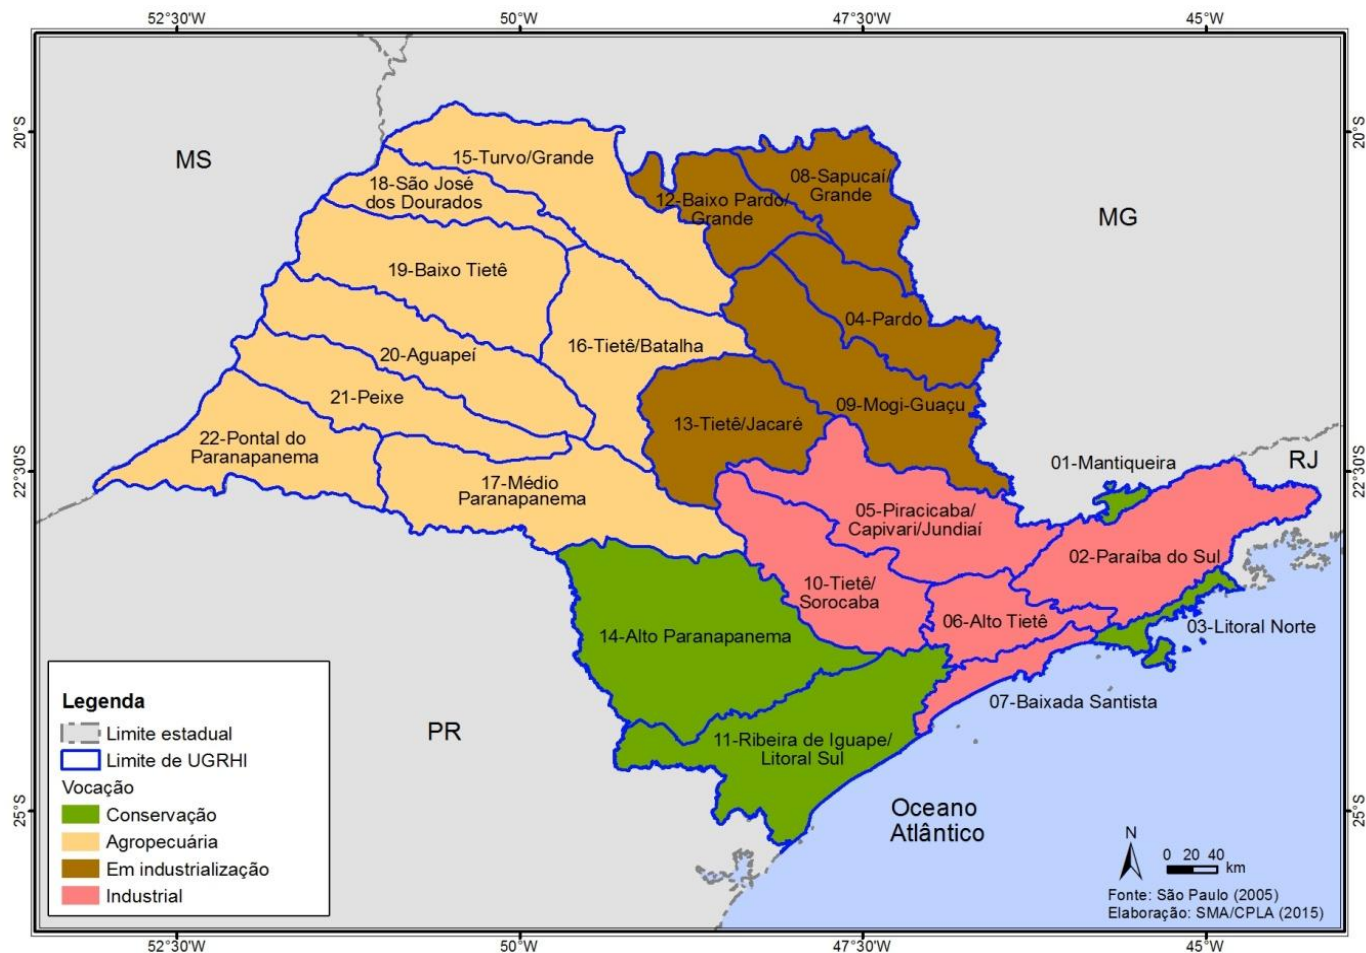 52°30'W
50°W
47°30'W
45°W
20°S
20°S
MS
15-Turvo/Grande
18-São José
dos Dourados
08-Sapucaí/
Grande
12-Baixo Pardo/
Grande
MG
19-Baixo Tietê
04-Pardo
16-Tietê/Batalha
20-Aguapeí
21-Peixe
09-Mogi-Guaçu
13-Tietê/Jacaré
22-Pontal do
Paranapanema
22°30'S
22°30'S
01-Mantiqueira
RJ
17-Médio
Paranapanema
05-Piracicaba/
Capivari/Jundiaí
02-Paraíba do Sul
10-Tietê/
Sorocaba
06-Alto Tietê
03-Litoral Norte
14-Alto Paranapanema
07-Baixada Santista
PR
11-Ribeira de Iguape/
Litoral Sul
Legenda
Limite estadual
Limite de UGRHI
Vocação
Conservação
Agropecuária
Em industrialização
Industrial
25°S
25°S
Oceano
Atlântico
N
0 20 40
km
Fonte: São Paulo (2005)
Elaboração: SMA/CPLA (2015)
52°30'W
50°W
47°30'W
45°W